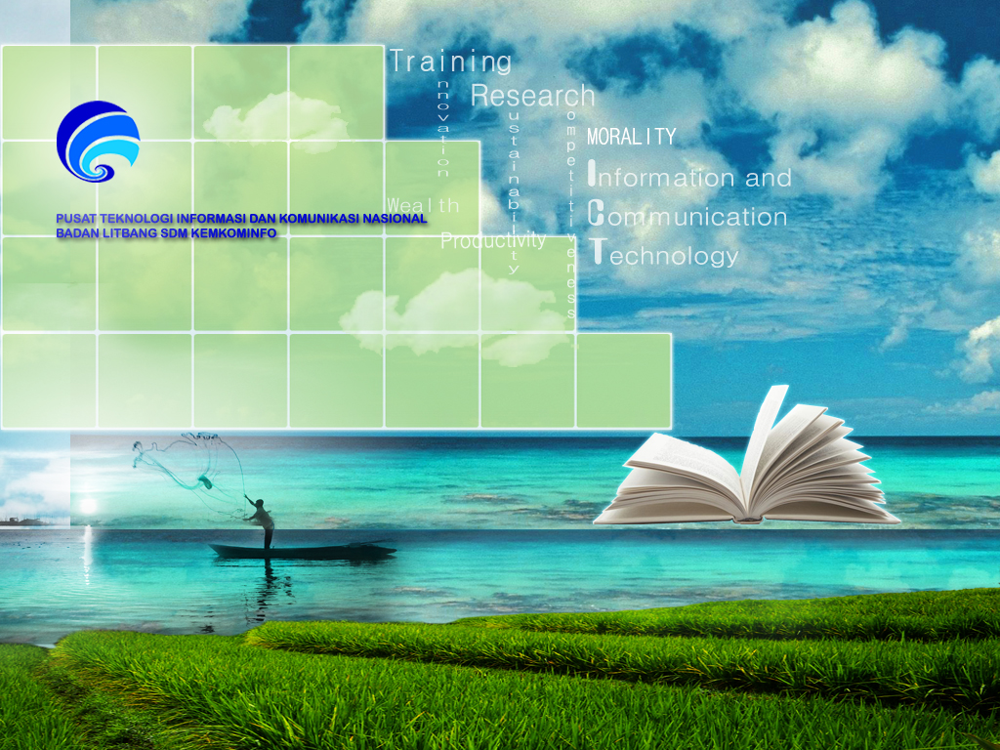 Training
Research
nnovation
ustainability
ompetitiveness
MORALITY
Information and
Communication
Technology
Wealth
Productivity
PUSAT TEKNOLOGI INFORMASI DAN KOMUNIKASI NASIONAL
BADAN LITBANG SDM KEMKOMINFO